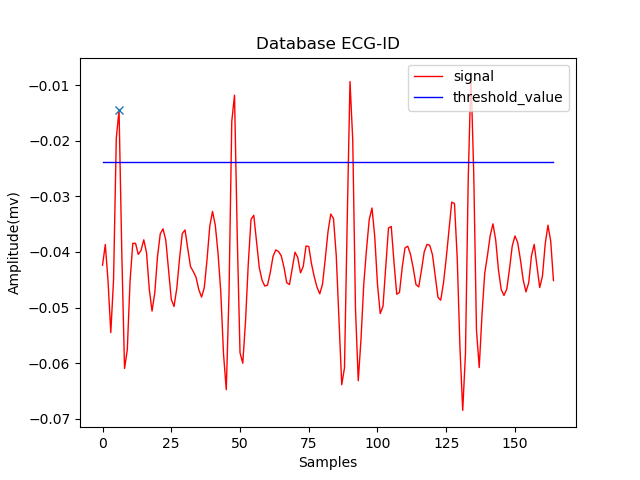 Database ECG-ID
signal
threshold_value
−0.01
−0.02
−0.03
−0.04
−0.05
−0.06
−0.07
Amplitude(mv)
0 25 50 75 100 125 150
Samples